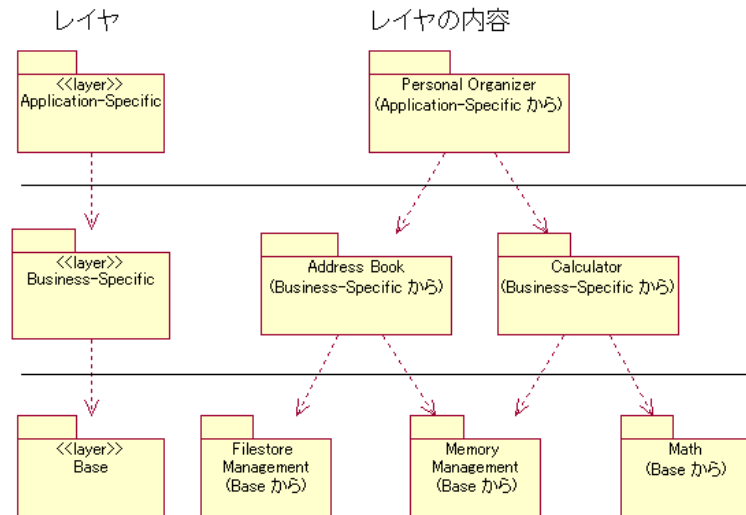 レイヤ
レイヤの内容
<<layer>>
Application-Specific
Personal Organizer
(Application-Specific から)
<<layer>>
Business-Specific
Address Book
(Business-Specific から)
Calculator
(Business-Specific から)
<<layer>>
Base
Filestore
Management
(Base から)
Memory
Management
(Base から)
Math
(Base から)